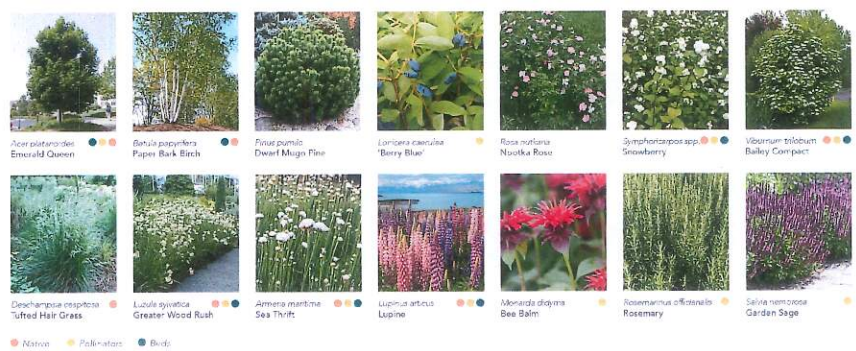 Acer platanoides
Emerald Queen
Betula papyrifera
Paper Bark Birch
Pinus pumilo
Dwarf Mugo Pine
Lonicera caerulea
'Berry Blue'
Rosa nutkana
Nootka Rose
Symphoricarpos spp.
Snowberry
Viburnum trilobum
Bailey Compact
Deschampsia cespitosa
Tufted Hair Grass
Luzula sylvatica
Greater Wood Rush
Armeria maritima
Sea Thrift
Lupinus articus
Lupine
Monarda didyma
Bee Balm
Rosemarinus officianalis
Rosemary
Salvia nemorosa
Garden Sage
Native Pollinators Birds